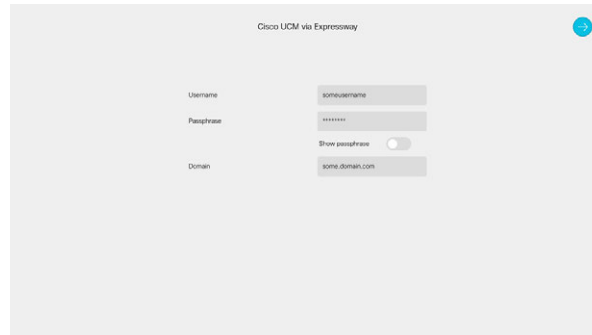 Cisco UCM via Expressway
Username someusername
Passphrase ••••••••
Show passphrase
Domain some.domain.com